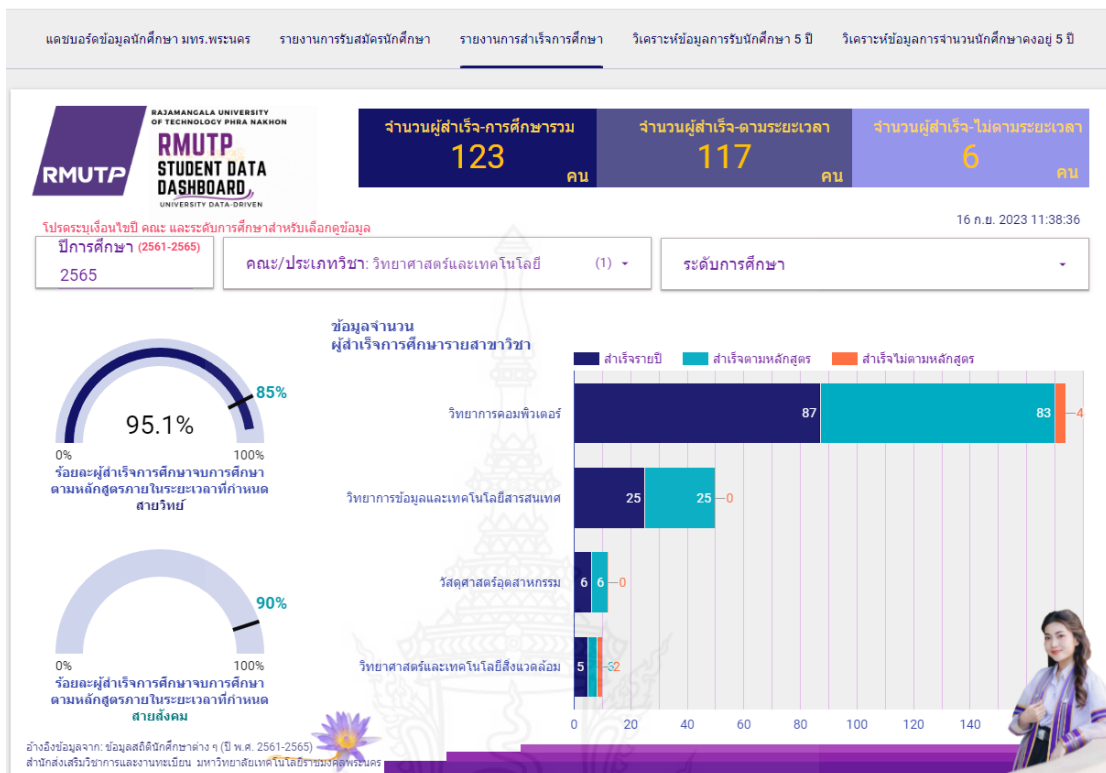 แดชบอร์ดข้อมูลนักศึกษา มทร.พระนคร
รายงานการรับสมัครนักศึกษา
รายงานการสำเร็จการศึกษา
วิเคราะห์ข้อมูลการรับนักศึกษา 5 ปี
วิเคราะห์ข้อมูลการจำนวนนักศึกษาคงอยู่ 5 ปี
RMUTP
RAJAMANGALA UNIVERSITY
OF TECHNOLOGY PHRA NAKHON
RMUTP
STUDENT DATA
DASHBOARD
UNIVERSITY DATA-DRIVEN
จำนวนผู้สำเร็จ-การศึกษารวม
123
คน
จำนวนผู้สำเร็จ-ตามระยะเวลา
117
คน
จำนวนผู้สำเร็จ-ไม่ตามระยะเวลา
6
คน
16 ก.ย. 2023 11:38:36
โปรดระบุเงื่อนไขปี คณะ และระดับการศึกษาสำหรับเลือกดูข้อมูล
ปีการศึกษา (2561-2565)
2565
คณะ/ประเภทวิชา: วิทยาศาสตร์และเทคโนโลยี (1)
ระดับการศึกษา
85%
95.1%
0% 100%
ร้อยละผู้สำเร็จการศึกษาจบการศึกษา
ตามหลักสูตรภายในระยะเวลาที่กำหนด
สายวิทย์
90%
0% 100%
ร้อยละผู้สำเร็จการศึกษาจบการศึกษา
ตามหลักสูตรภายในระยะเวลาที่กำหนด
สายสังคม
ข้อมูลจำนวน
ผู้สำเร็จการศึกษารายสาขาวิชา
สำเร็จรายปี สำเร็จตามหลักสูตร สำเร็จไม่ตามหลักสูตร
วิทยาการคอมพิวเตอร์ 87 83 4
วิทยาการข้อมูลและเทคโนโลยีสารสนเทศ 25 25 0
วัสดุศาสตร์อุตสาหกรรม 6 6 0
วิทยาศาสตร์และเทคโนโลยีสิ่งแวดล้อม 5 3 2
0 20 40 60 80 100 120 140
อ้างอิงข้อมูลจาก: ข้อมูลสถิตินักศึกษาต่าง ๆ (ปี พ.ศ. 2561-2565)
สำนักส่งเสริมวิชาการและงานทะเบียน มหาวิทยาลัยเทคโนโลยีราชมงคลพระนคร